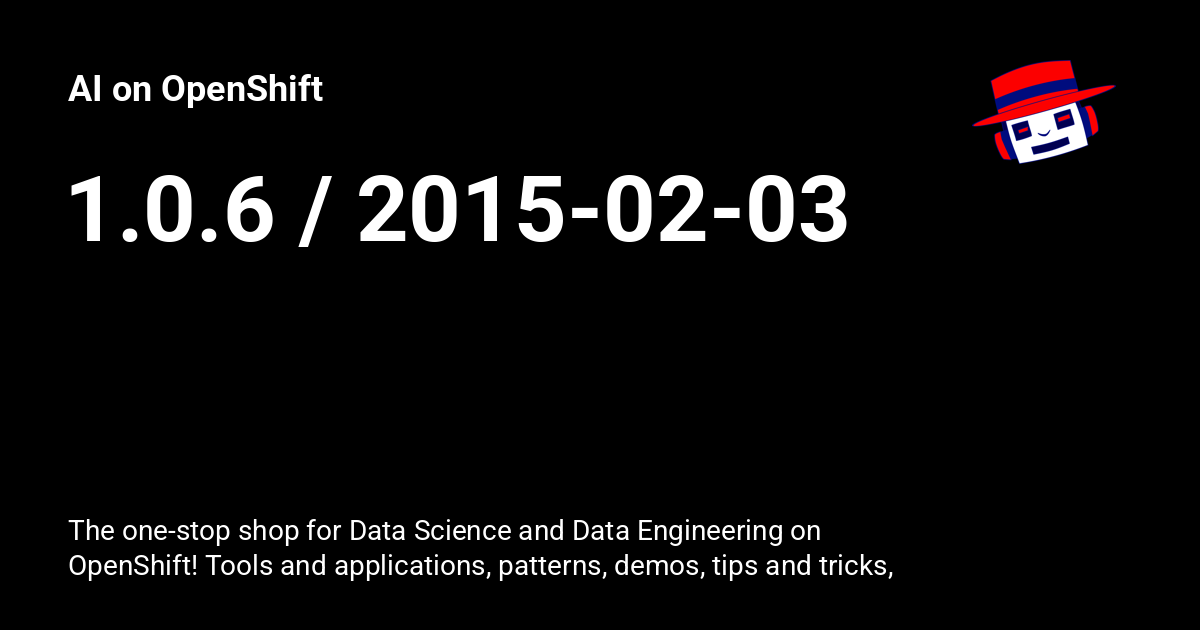 AI on OpenShift
1.0.6 / 2015-02-03
The one-stop shop for Data Science and Data Engineering on
OpenShift! Tools and applications, patterns, demos, tips and tricks,